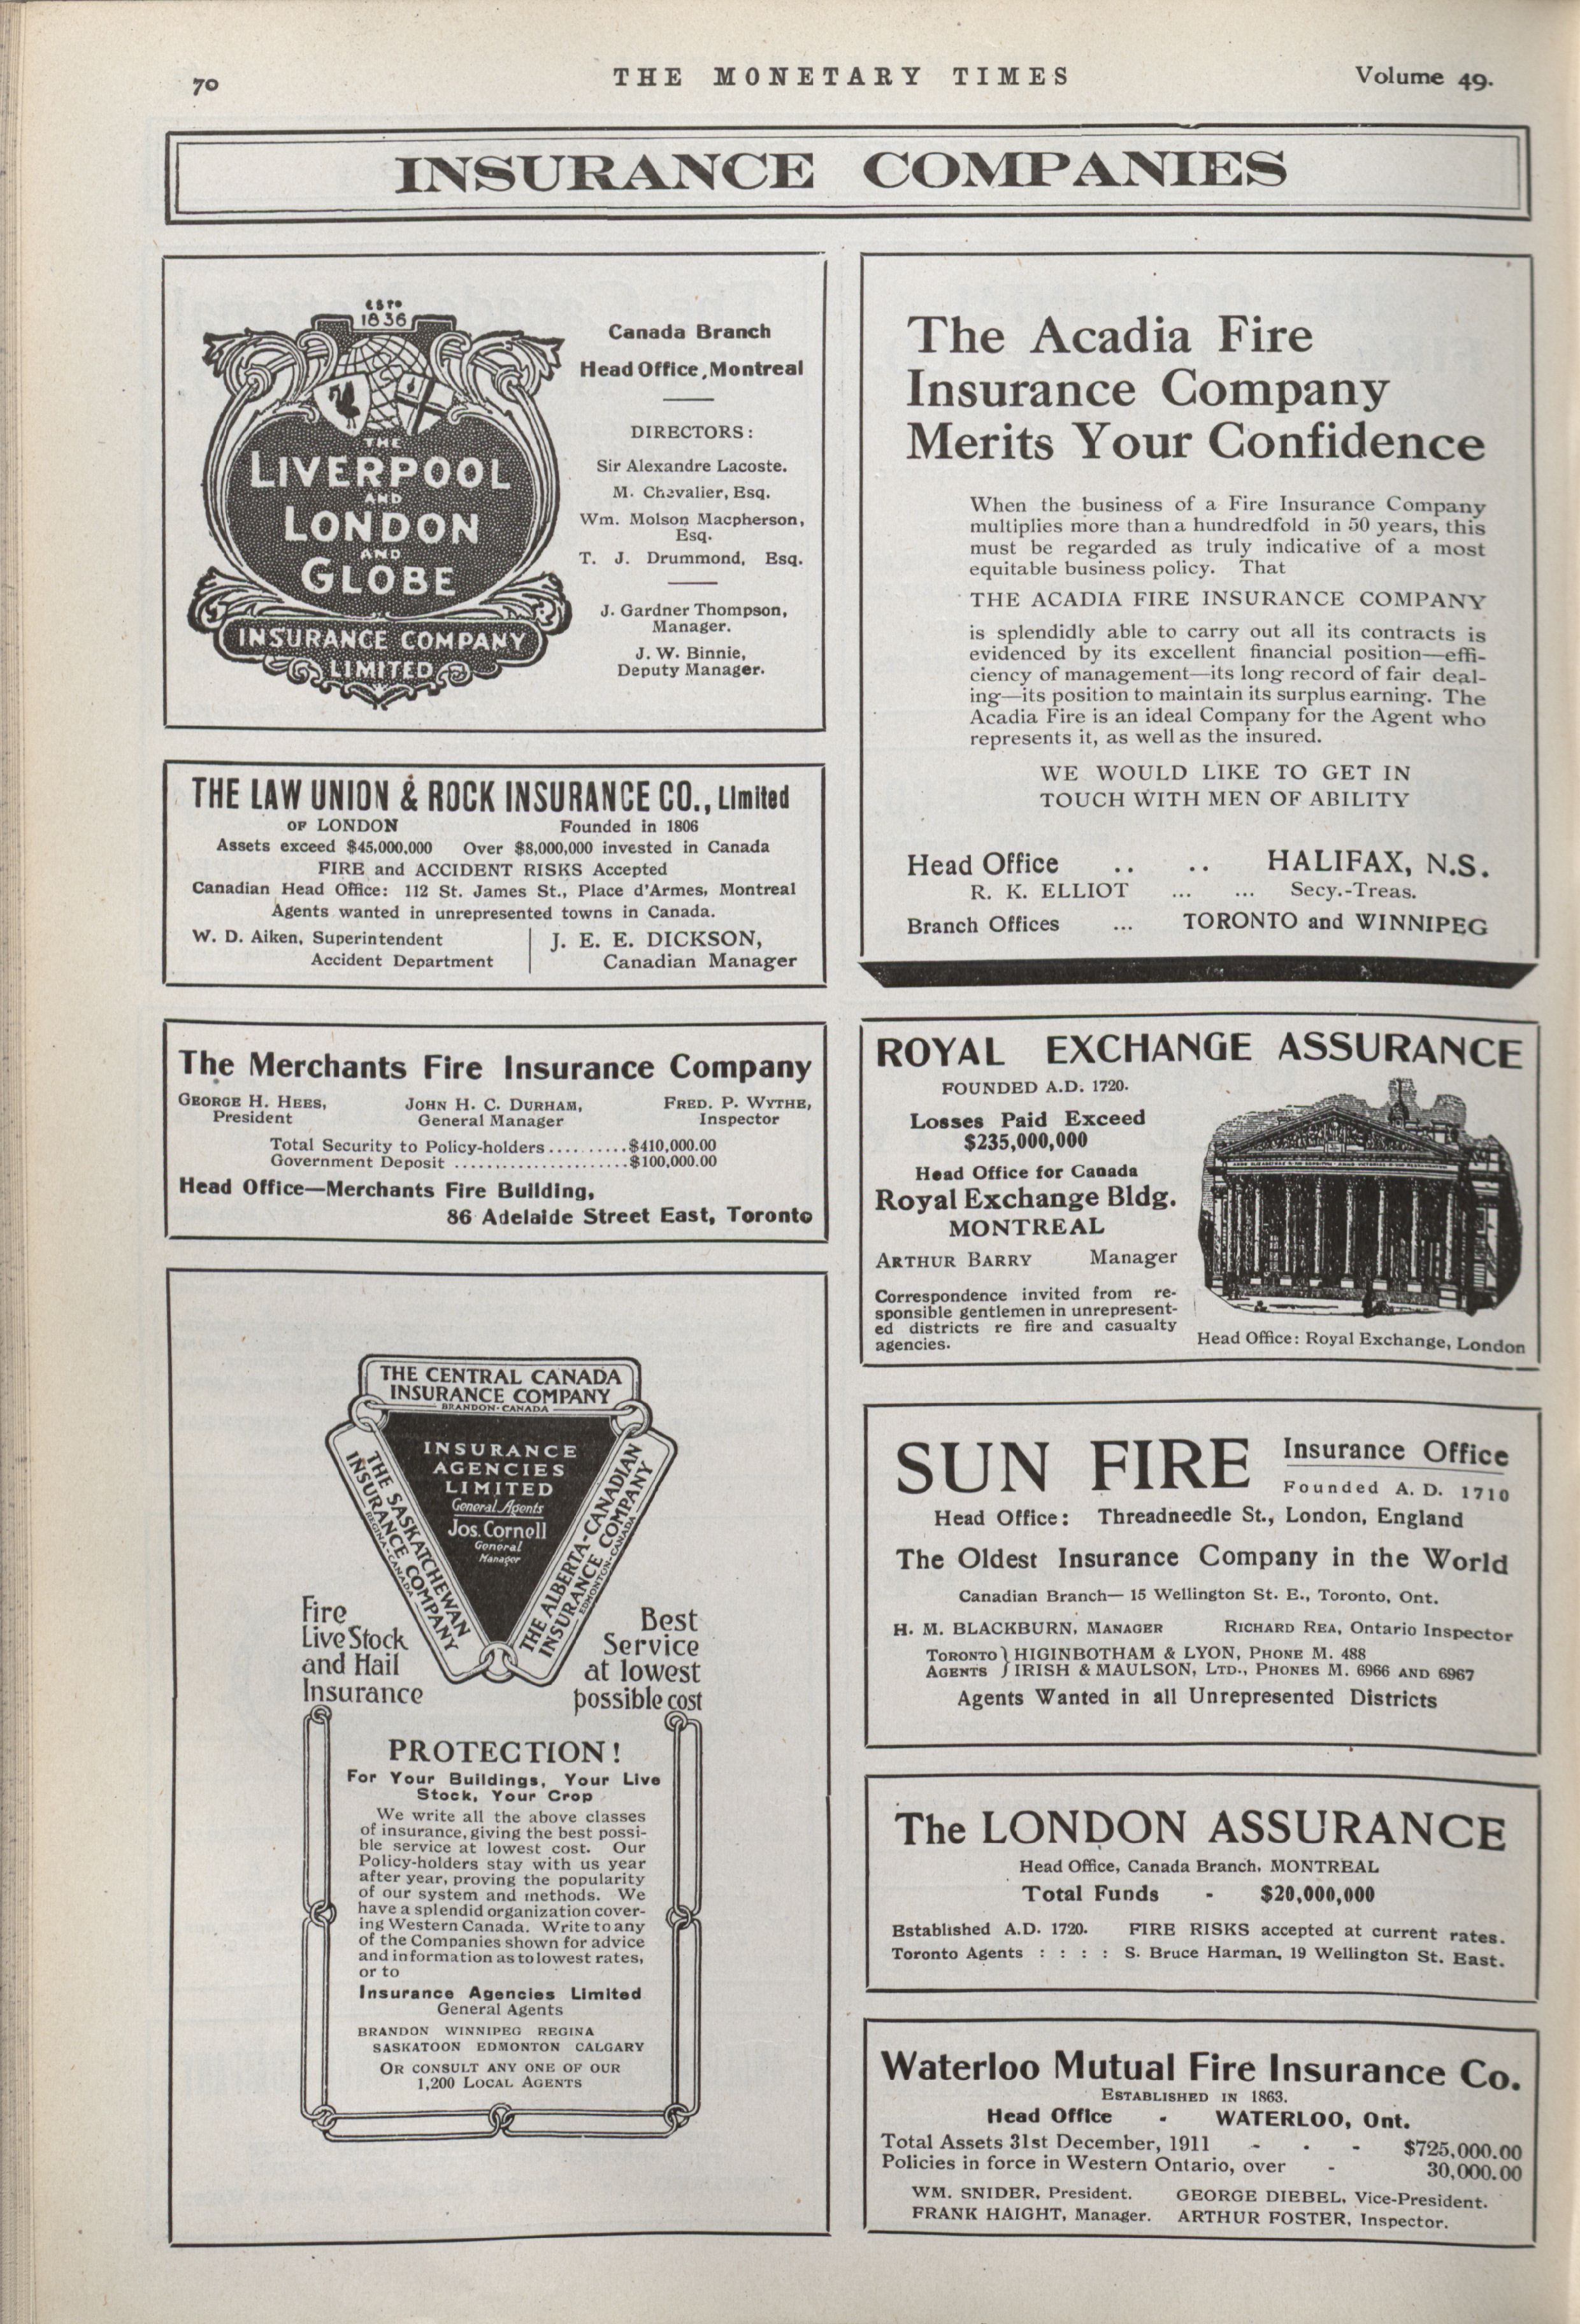 70
THE MONETARY TIMES
Volume 49.
INSURANCE COMPANIES
ESTD
1836
THE
LIVERPOOL
AND
LONDON
AND
GLOBE
INSURANCE COMPANY
LIMITED
Canada Branch
Head Office, Montreal
DIRECTORS:
Sir Alexandre Lacoste.
M. Chevalier, Esq.
Wm. Molson Macpherson,
Esq.
T. J. Drummond, Esq.
J. Gardner Thompson,
Manager.
J. W. Binnie,
Deputy Manager.
THE LAW UNION & ROCK INSURANCE CO., Limited
OF LONDON Founded in 1806
Assets exceed $45,000,000 Over $8,000,000 invested in Canada
FIRE and ACCIDENT RISKS Accepted
Canadian Head Office: 112 St. James St., Place d'Armes, Montreal
Agents wanted in unrepresented towns in Canada.
W. D. Aiken, Superintendent
Accident Department
J. E. E. DICKSON,
Canadian Manager
The Merchants Fire Insurance Company
GEORGE H. HEES, JOHN H. C. DURHAM, FRED. P. WYTHE,
President General Manager Inspector
Total Security to Policy-holders..........$410,000.00
Government Deposit ......................$100,000.00
Head Office—Merchants Fire Building,
86 Adelaide Street East, Toronto
THE CENTRAL CANADA
INSURANCE COMPANY
BRANDON-CANADA
THE SASKATCHEWAN
INSURANCE COMPANY
REGINA-CANADA
INSURANCE
AGENCIES
LIMITED
General Agents
Jos. Cornell
General
Manager
THE ALBERTA-CANADIAN
INSURANCE COMPANY
EDMONTON-CANADA
Fire
Live Stock
and Hail
Insurance
Best
Service
at lowest
possible cost
PROTECTION!
For Your Buildings, Your Live
Stock, Your Crop
We write all the above classes
of insurance, giving the best possi-
ble service at lowest cost. Our
Policy-holders stay with us year
after year, proving the popularity
of our system and methods. We
have a splendid organization cover-
ing Western Canada. Write to any
of the Companies shown for advice
and information as to lowest rates,
or to
Insurance Agencies Limited
General Agents
BRANDON WINNIPEG REGINA
SASKATOON EDMONTON CALGARY
OR CONSULT ANY ONE OF OUR
1,200 LOCAL AGENTS
The Acadia Fire
Insurance Company
Merits Your Confidence
When the business of a Fire Insurance Company
multiplies more than a hundredfold in 50 years, this
must be regarded as truly indicative of a most
equitable business policy. That
THE ACADIA FIRE INSURANCE COMPANY
is splendidly able to carry out all its contracts is
evidenced by its excellent financial position—effi-
ciency of management—its long record of fair deal-
ing—its position to maintain its surplus earning. The
Acadia Fire is an ideal Company for the Agent who
represents it, as well as the insured.
WE WOULD LIKE TO GET IN
TOUCH WITH MEN OF ABILITY
Head Office .. .. HALIFAX, N.S.
R. K. ELLIOT ... ... Secy.-Treas.
Branch Offices ... TORONTO and WINNIPEG
ROYAL EXCHANGE ASSURANCE
FOUNDED A.D. 1720.
Losses Paid Exceed
$235,000,000
Head Office for Canada
Royal Exchange Bldg.
MONTREAL
ARTHUR BARRY Manager
Correspondence invited from re-
sponsible gentlemen in unrepresent-
ed districts re fire and casualty
agencies.
Head Office: Royal Exchange, London
SUN FIRE
Insurance Office
Founded A. D. 1710
Head Office: Threadneedle St., London, England
The Oldest Insurance Company in the World
Canadian Branch— 15 Wellington St. E., Toronto, Ont.
H. M. BLACKBURN, MANAGER RICHARD REA, Ontario Inspector
TORONTO } HIGINBOTHAM & LYON, PHONE M. 488
AGENTS } IRISH & MAULSON, LTD., PHONES M. 6966 AND 6967
Agents Wanted in all Unrepresented Districts
The LONDON ASSURANCE
Head Office, Canada Branch, MONTREAL
Total Funds - $20,000,000
Established A.D. 1720. FIRE RISKS accepted at current rates.
Toronto Agents : : : : S. Bruce Harman, 19 Wellington St. East.
Waterloo Mutual Fire Insurance Co.
ESTABLISHED IN 1863.
Head Office - WATERLOO, Ont.
Total Assets 31st December, 1911 - - - $725,000.00
Policies in force in Western Ontario, over - 30,000.00
WM. SNIDER, President. GEORGE DIEBEL, Vice-President.
FRANK HAIGHT, Manager. ARTHUR FOSTER, Inspector.